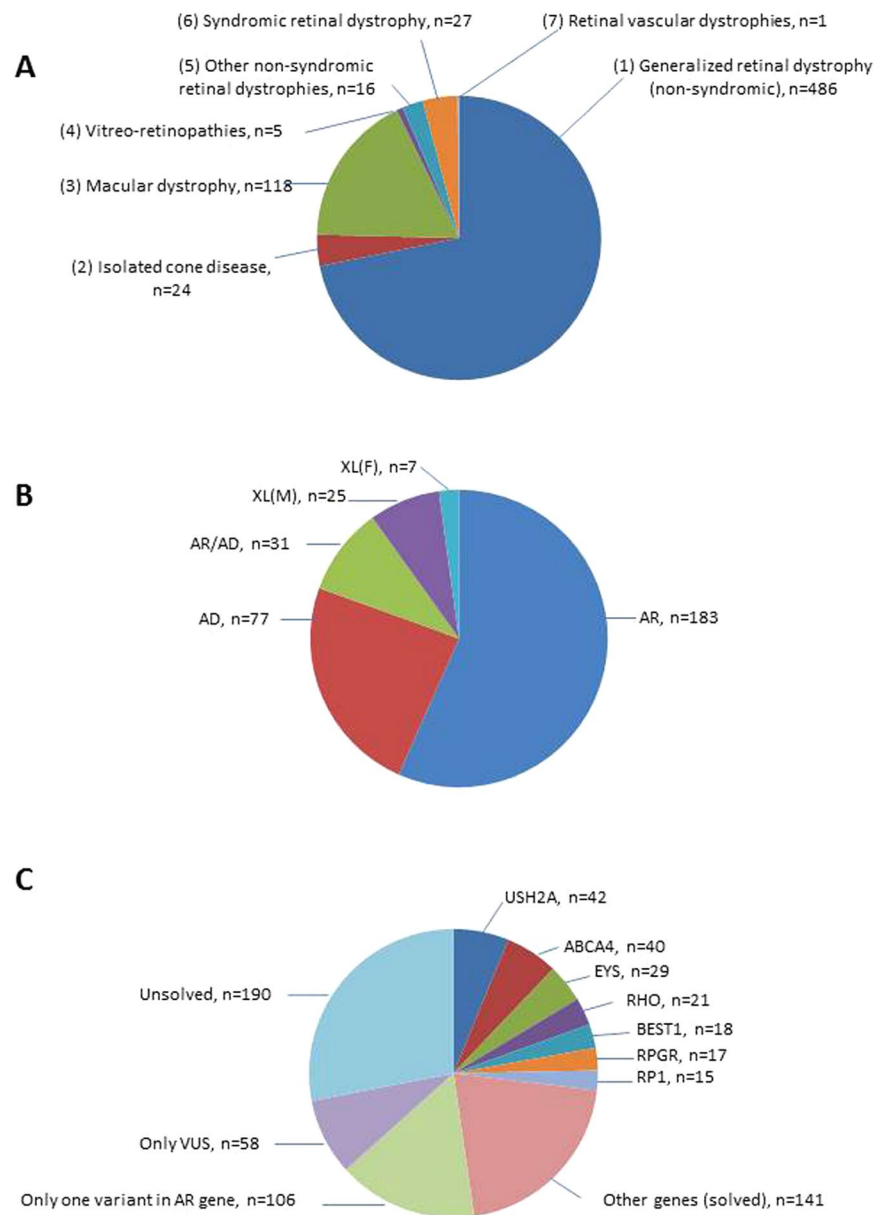 A
(6) Syndromic retinal dystrophy, n=27
(7) Retinal vascular dystrophies, n=1
(5) Other non-syndromic
retinal dystrophies, n=16
(1) Generalized retinal dystrophy
(non-syndromic), n=486
(4) Vitreo-retinopathies, n=5
(3) Macular dystrophy, n=118
(2) Isolated cone disease,
n=24
B
XL(F), n=7
XL(M), n=25
AR/AD, n=31
AD, n=77
AR, n=183
C
USH2A, n=42
ABCA4, n=40
EYS, n=29
RHO, n=21
BEST1, n=18
RPGR, n=17
RP1, n=15
Unsolved, n=190
Only VUS, n=58
Only one variant in AR gene, n=106
Other genes (solved), n=141